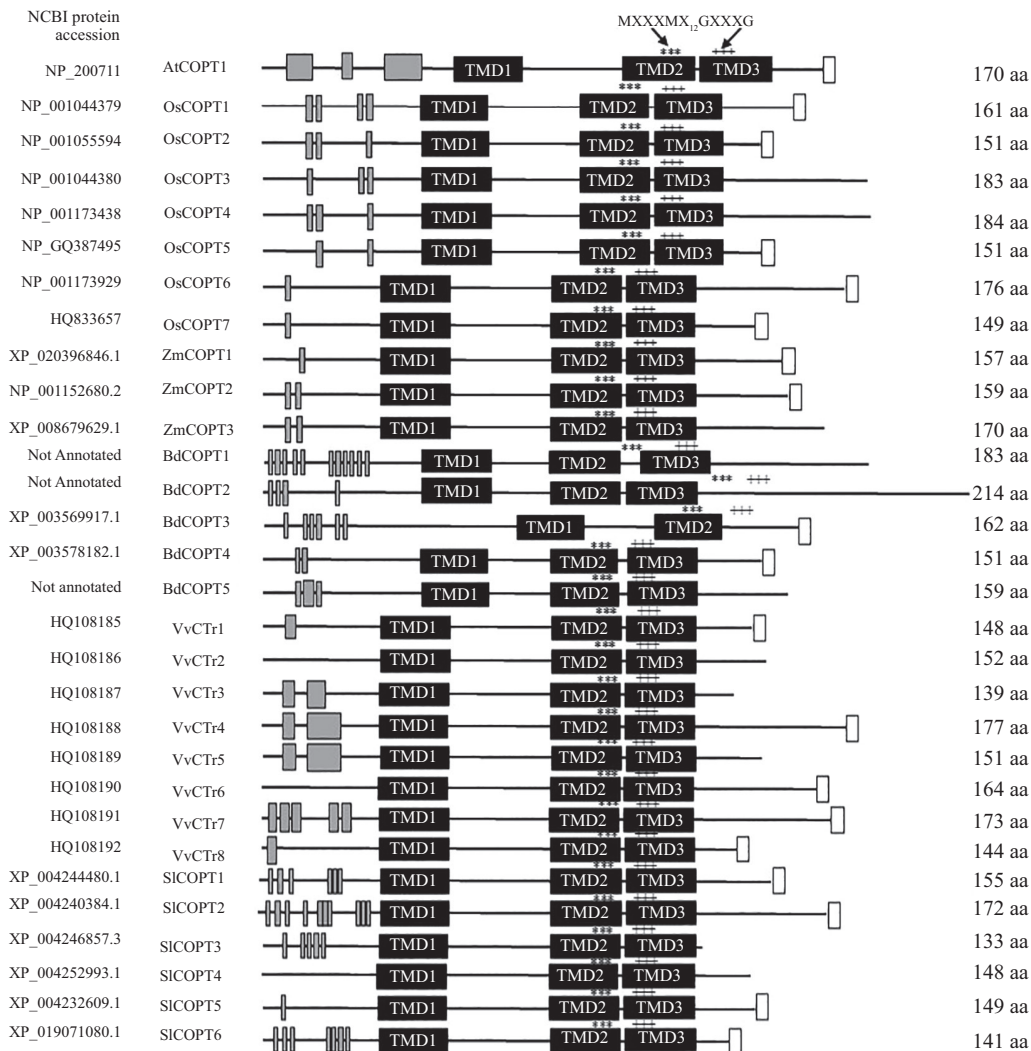 NCBI protein
accession
MXXXMX12GXXXG
NP_200711 AtCOPT1 TMD1 *** TMD2 +++ TMD3 170 aa
NP_001044379 OsCOPT1 TMD1 *** TMD2 +++ TMD3 161 aa
NP_001055594 OsCOPT2 TMD1 *** TMD2 +++ TMD3 151 aa
NP_001044380 OsCOPT3 TMD1 *** TMD2 +++ TMD3 183 aa
NP_001173438 OsCOPT4 TMD1 *** TMD2 +++ TMD3 184 aa
NP_GQ387495 OsCOPT5 TMD1 *** TMD2 +++ TMD3 151 aa
NP_001173929 OsCOPT6 TMD1 *** TMD2 +++ TMD3 176 aa
HQ833657 OsCOPT7 TMD1 *** TMD2 +++ TMD3 149 aa
XP_020396846.1 ZmCOPT1 TMD1 *** TMD2 +++ TMD3 157 aa
NP_001152680.2 ZmCOPT2 TMD1 *** TMD2 +++ TMD3 159 aa
XP_008679629.1 ZmCOPT3 TMD1 *** TMD2 +++ TMD3 170 aa
Not Annotated BdCOPT1 TMD1 TMD2 *** TMD3 +++ 183 aa
Not Annotated BdCOPT2 TMD1 TMD2 TMD3 *** +++ 214 aa
XP_003569917.1 BdCOPT3 TMD1 *** TMD2 +++ 162 aa
XP_003578182.1 BdCOPT4 TMD1 *** TMD2 +++ TMD3 151 aa
Not annotated BdCOPT5 TMD1 *** TMD2 +++ TMD3 159 aa
HQ108185 VvCTr1 TMD1 *** TMD2 +++ TMD3 148 aa
HQ108186 VvCTr2 TMD1 *** TMD2 +++ TMD3 152 aa
HQ108187 VvCTr3 TMD1 *** TMD2 +++ TMD3 139 aa
HQ108188 VvCTr4 TMD1 *** TMD2 +++ TMD3 177 aa
HQ108189 VvCTr5 TMD1 *** TMD2 +++ TMD3 151 aa
HQ108190 VvCTr6 TMD1 *** TMD2 +++ TMD3 164 aa
HQ108191 VvCTr7 TMD1 *** TMD2 +++ TMD3 173 aa
HQ108192 VvCTr8 TMD1 *** TMD2 +++ TMD3 144 aa
XP_004244480.1 SlCOPT1 TMD1 *** TMD2 +++ TMD3 155 aa
XP_004240384.1 SlCOPT2 TMD1 *** TMD2 +++ TMD3 172 aa
XP_004246857.3 SlCOPT3 TMD1 *** TMD2 +++ TMD3 133 aa
XP_004252993.1 SlCOPT4 TMD1 *** TMD2 +++ TMD3 148 aa
XP_004232609.1 SlCOPT5 TMD1 *** TMD2 +++ TMD3 149 aa
XP_019071080.1 SlCOPT6 TMD1 *** TMD2 +++ TMD3 141 aa